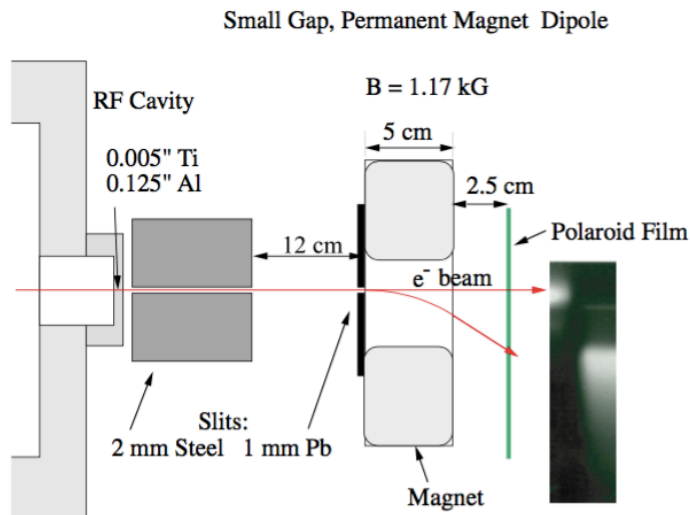 Small Gap, Permanent Magnet Dipole
RF Cavity
B = 1.17 kG
5 cm
0.005" Ti
0.125" Al
2.5 cm
12 cm
Polaroid Film
e⁻ beam
Slits:
2 mm Steel 1 mm Pb
Magnet